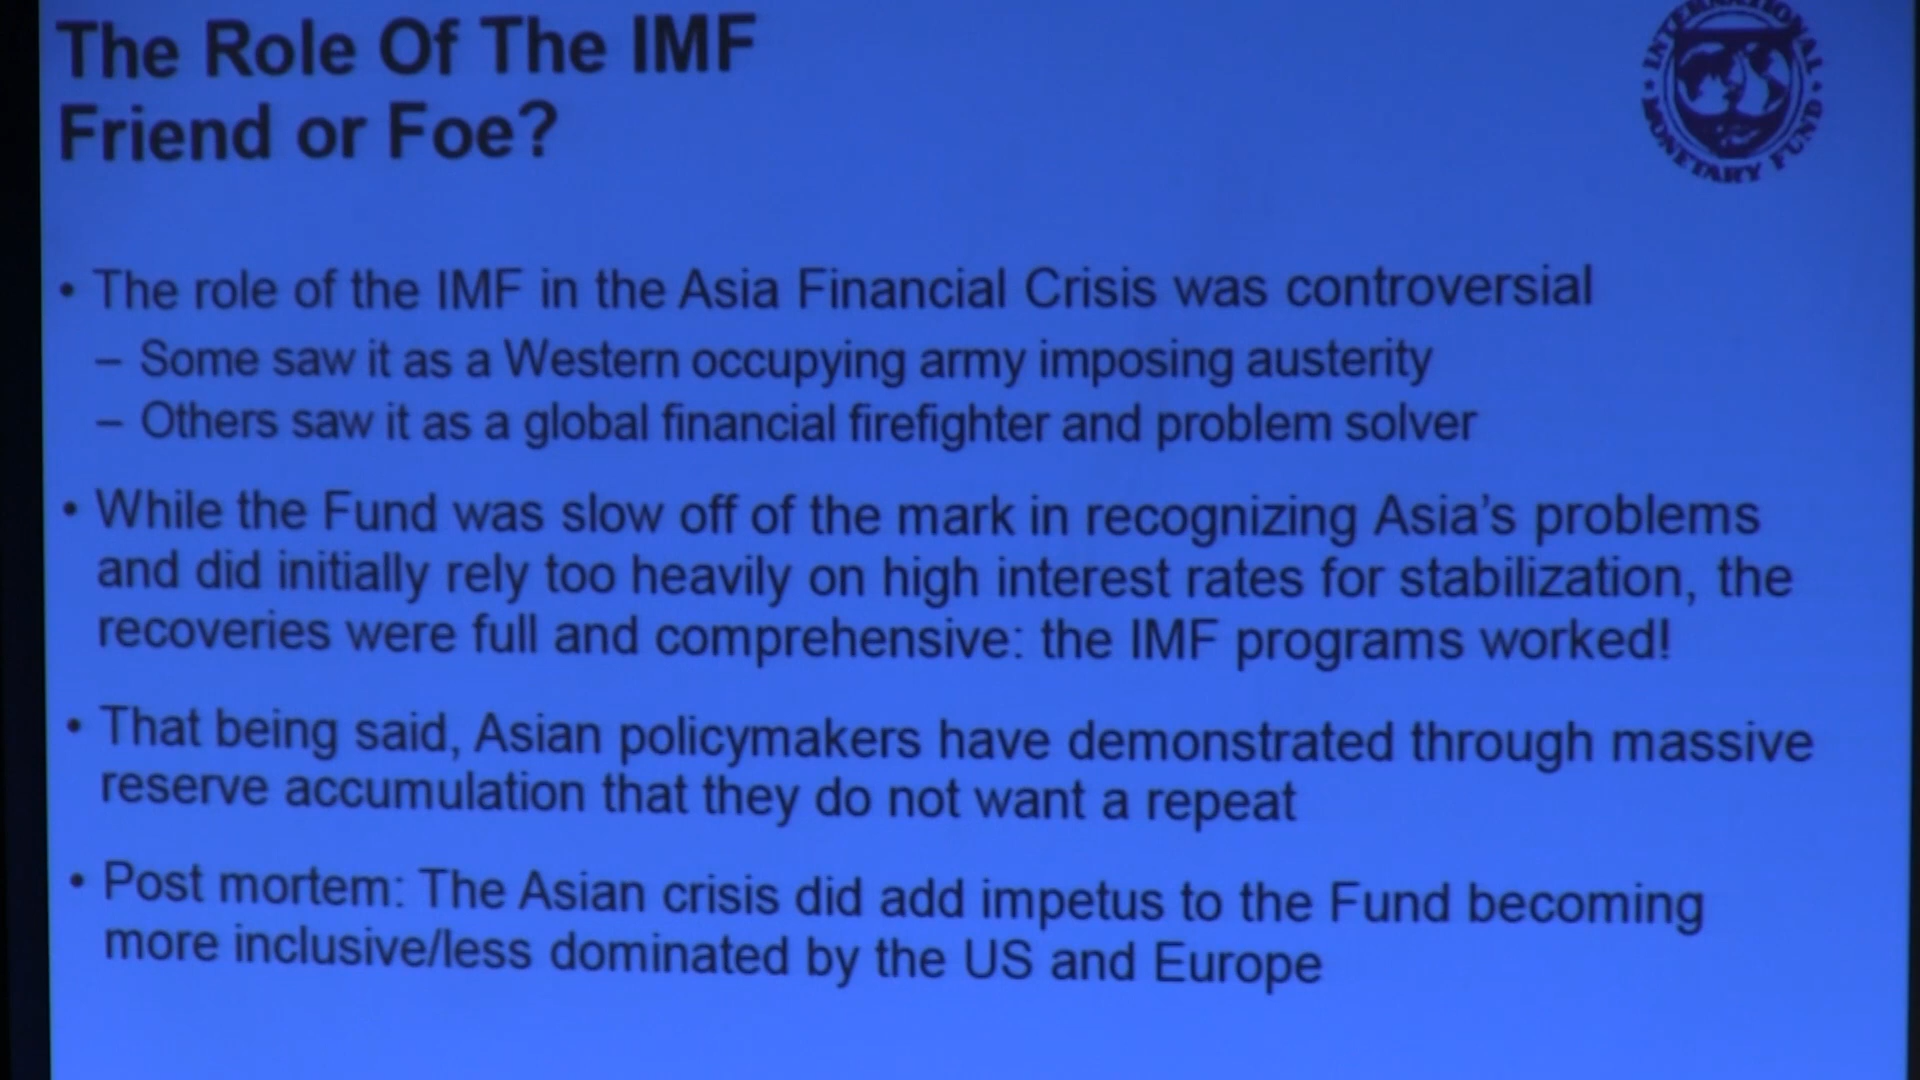 The Role Of The IMF
Friend or Foe?
INTERNATIONAL MONETARY FUND
• The role of the IMF in the Asia Financial Crisis was controversial
– Some saw it as a Western occupying army imposing austerity
– Others saw it as a global financial firefighter and problem solver
• While the Fund was slow off of the mark in recognizing Asia's problems
and did initially rely too heavily on high interest rates for stabilization, the
recoveries were full and comprehensive: the IMF programs worked!
• That being said, Asian policymakers have demonstrated through massive
reserve accumulation that they do not want a repeat
• Post mortem: The Asian crisis did add impetus to the Fund becoming
more inclusive/less dominated by the US and Europe